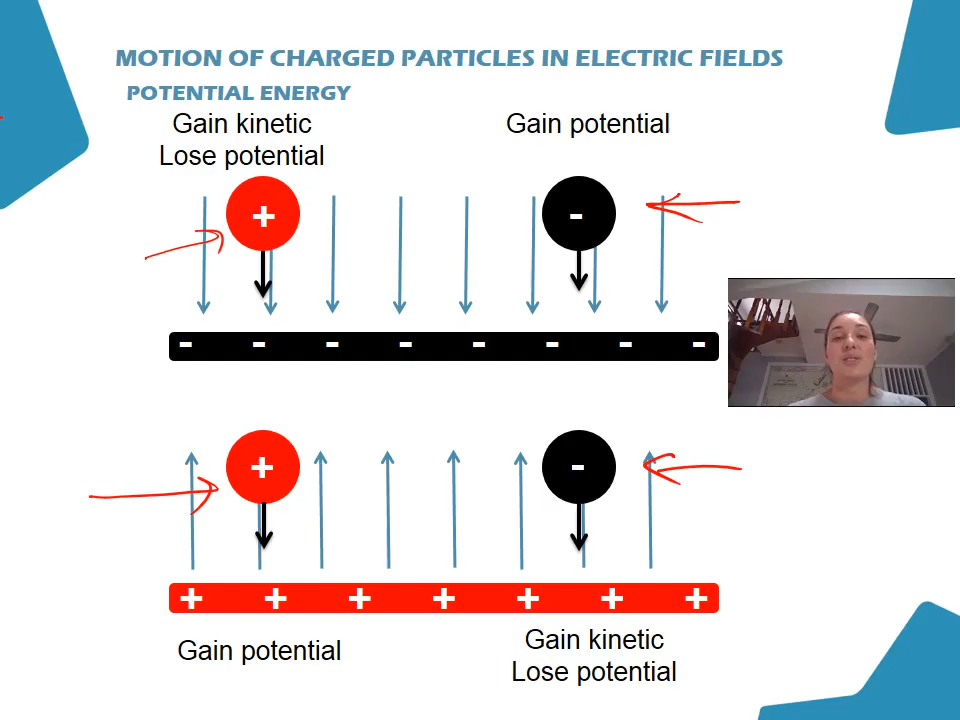 MOTION OF CHARGED PARTICLES IN ELECTRIC FIELDS
POTENTIAL ENERGY
Gain kinetic
Lose potential
Gain potential
+ -
- - - - - - - -
+ -
+ + + + + + +
Gain potential
Gain kinetic
Lose potential